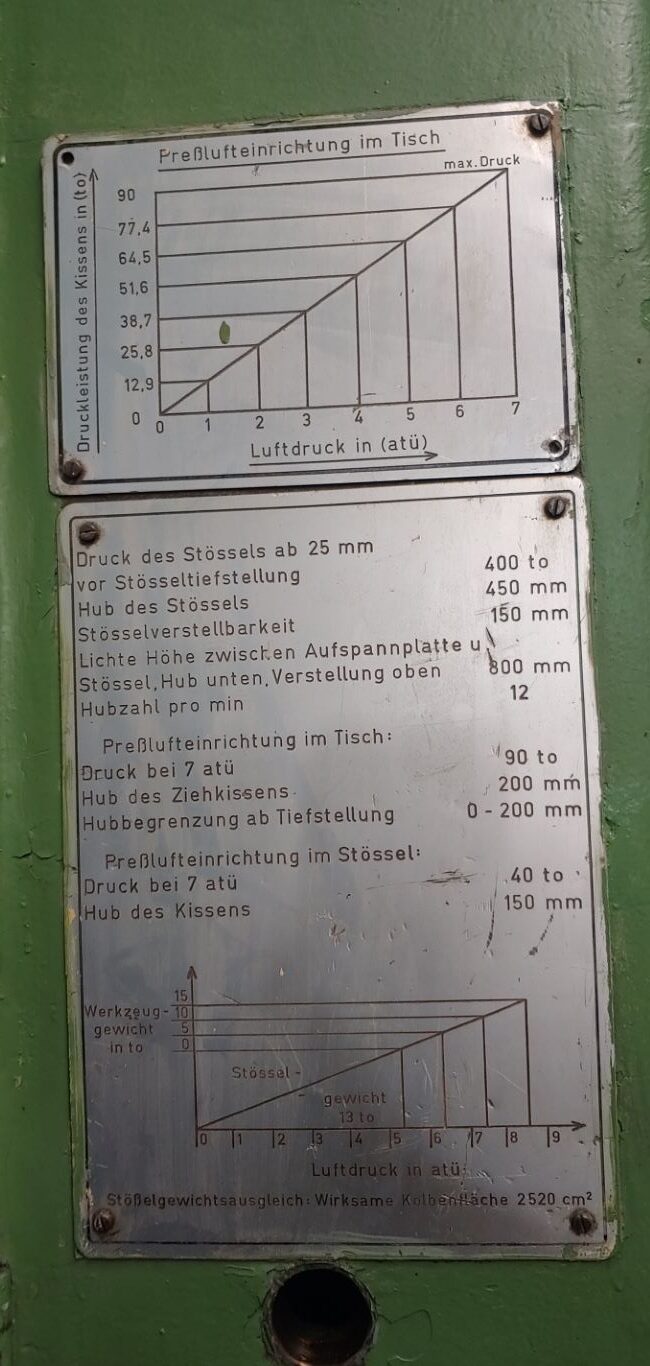 Preßlufteinrichtung im Tisch
max. Druck
Druckleistung des Kissens in (to)
90
77,4
64,5
51,6
38,7
25,8
12,9
0
0 1 2 3 4 5 6 7
Luftdruck in (atü)
Druck des Stössels ab 25 mm
vor Stösseltiefstellung 400 to
Hub des Stössels 450 mm
Stösselverstellbarkeit 150 mm
Lichte Höhe zwischen Aufspannplatte u.
Stössel, Hub unten, Verstellung oben 800 mm
Hubzahl pro min 12
Preßlufteinrichtung im Tisch:
Druck bei 7 atü 90 to
Hub des Ziehkissens 200 mm
Hubbegrenzung ab Tiefstellung 0 - 200 mm
Preßlufteinrichtung im Stössel:
Druck bei 7 atü 40 to
Hub des Kissens 150 mm
15
Werkzeug- 10
gewicht 5
in to 0
Stössel-
gewicht
13 to
0 1 2 3 4 5 6 7 8 9
Luftdruck in atü
Stößelgewichtsausgleich: Wirksame Kolbenfläche 2520 cm²